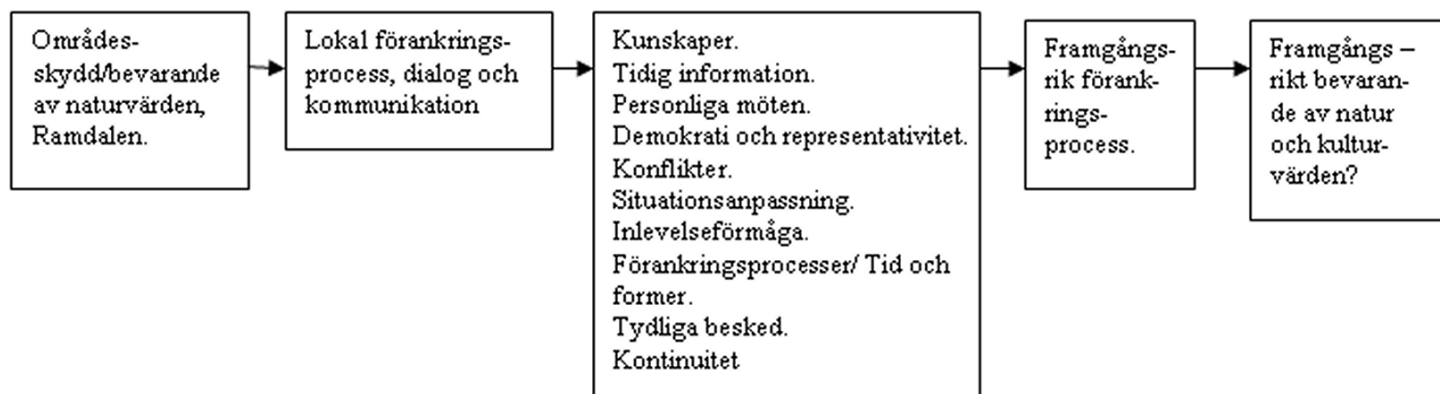 Områdes-
skydd/bevarande
av naturvärden,
Ramdalen.
Lokal förankrings-
process, dialog och
kommunikation
Kunskaper.
Tidig information.
Personliga möten.
Demokrati och representativitet.
Konflikter.
Situationsanpassning.
Inlevelseförmåga.
Förankringsprocesser/ Tid och
former.
Tydliga besked.
Kontinuitet
Framgångs-
rik förank-
rings-
process.
Framgångs –
rikt bevaran-
de av natur
och kultur-
värden?